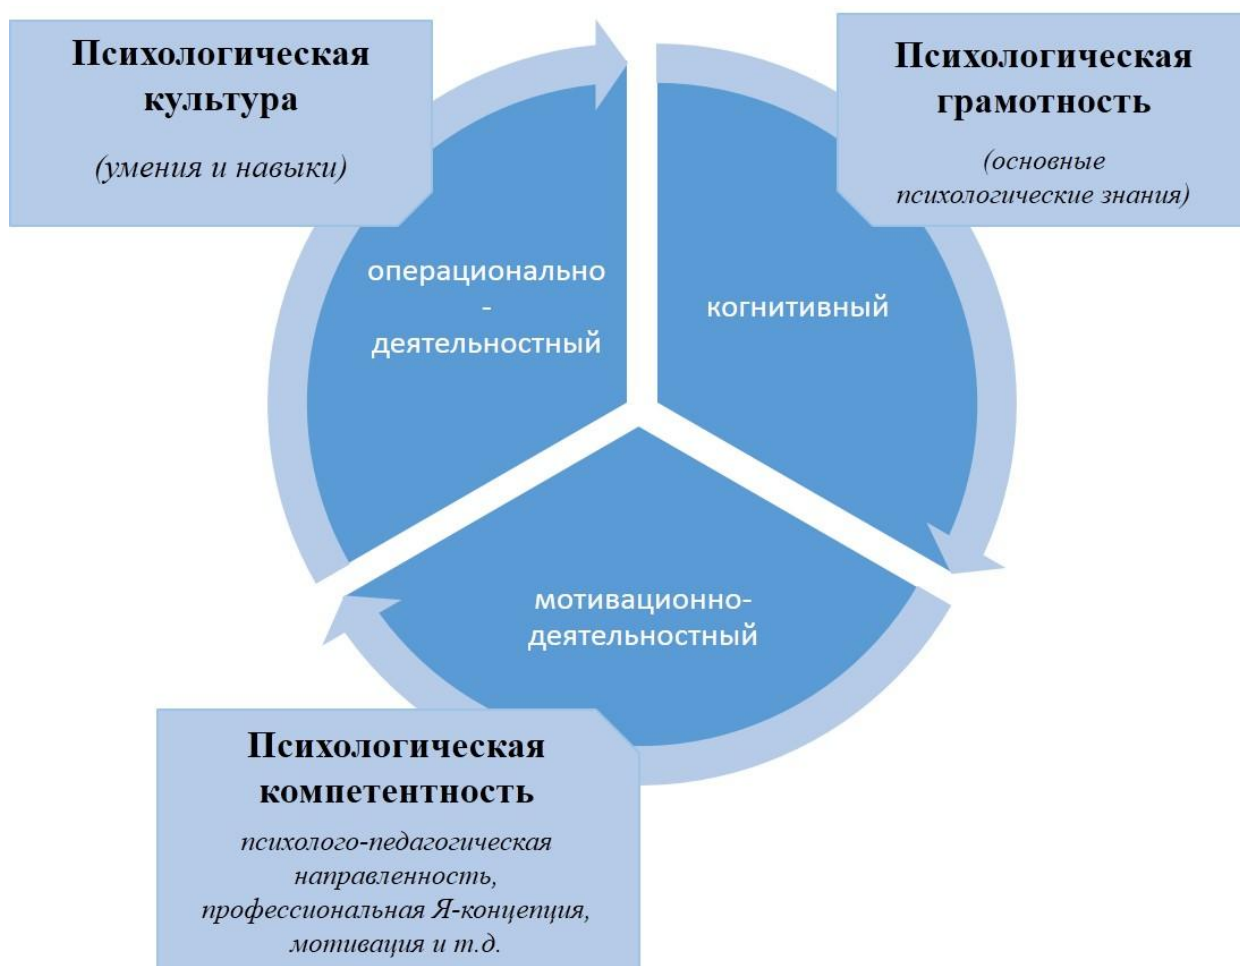 Психологическая
культура
(умения и навыки)
Психологическая
грамотность
(основные
психологические знания)
операционально
-
деятельностный
когнитивный
мотивационно-
деятельностный
Психологическая
компетентность
психолого-педагогическая
направленность,
профессиональная Я-концепция,
мотивация и т.д.